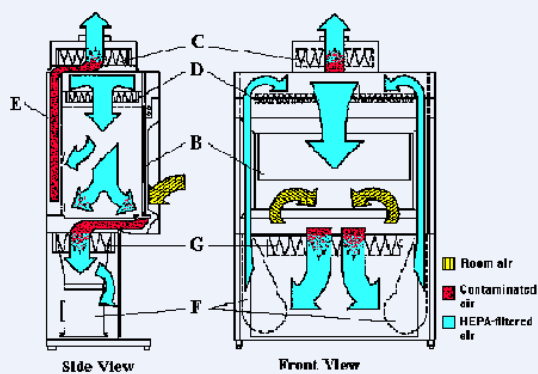 C
D
E
B
G
F
Room air
Contaminated
air
HEPA-filtered
air
Side View
Front View